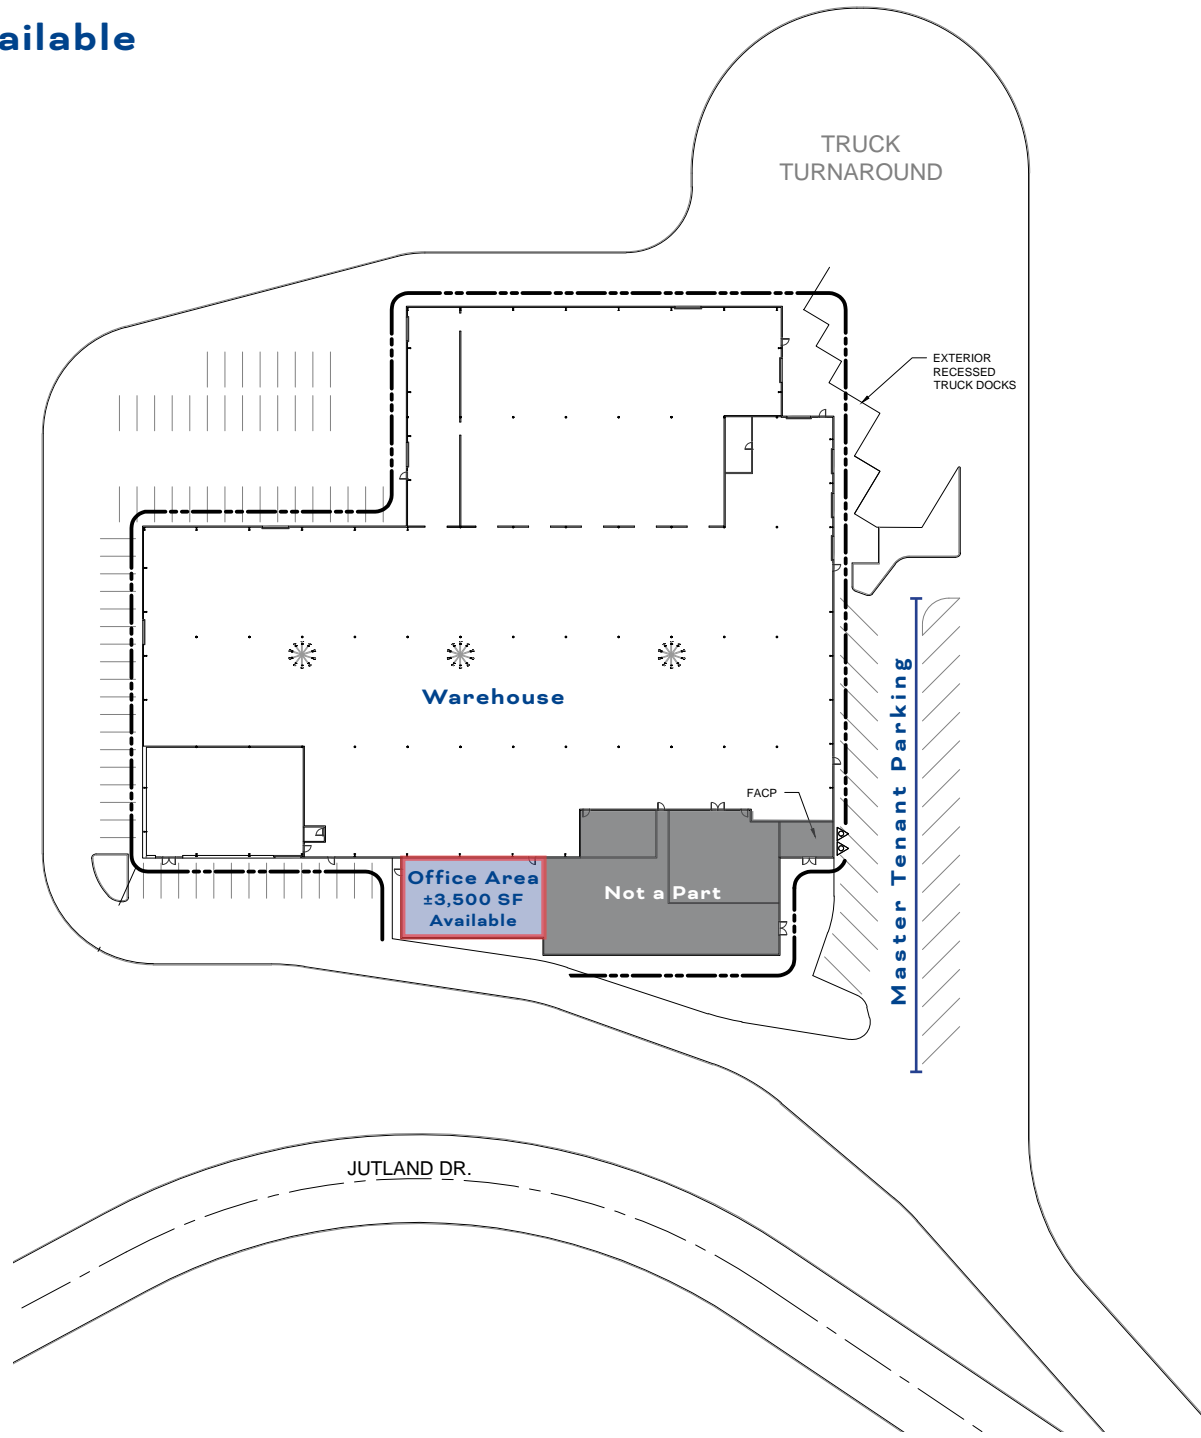 ailable
TRUCK
TURNAROUND
EXTERIOR
RECESSED
TRUCK DOCKS
Warehouse
Master Tenant Parking
FACP
Office Area
±3,500 SF
Available
Not a Part
JUTLAND DR.